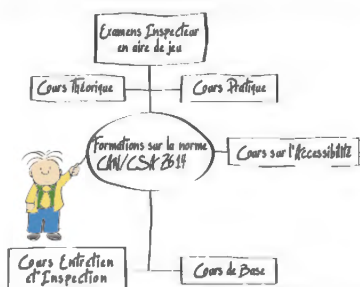 Examens Inspecteur
en aire de jeu
Cours Théorique
Cours Pratique
Formations sur la norme
CAN/CSA Z614
Cours sur l'Accessibilité
Cours Entretien
et Inspection
Cours de Base